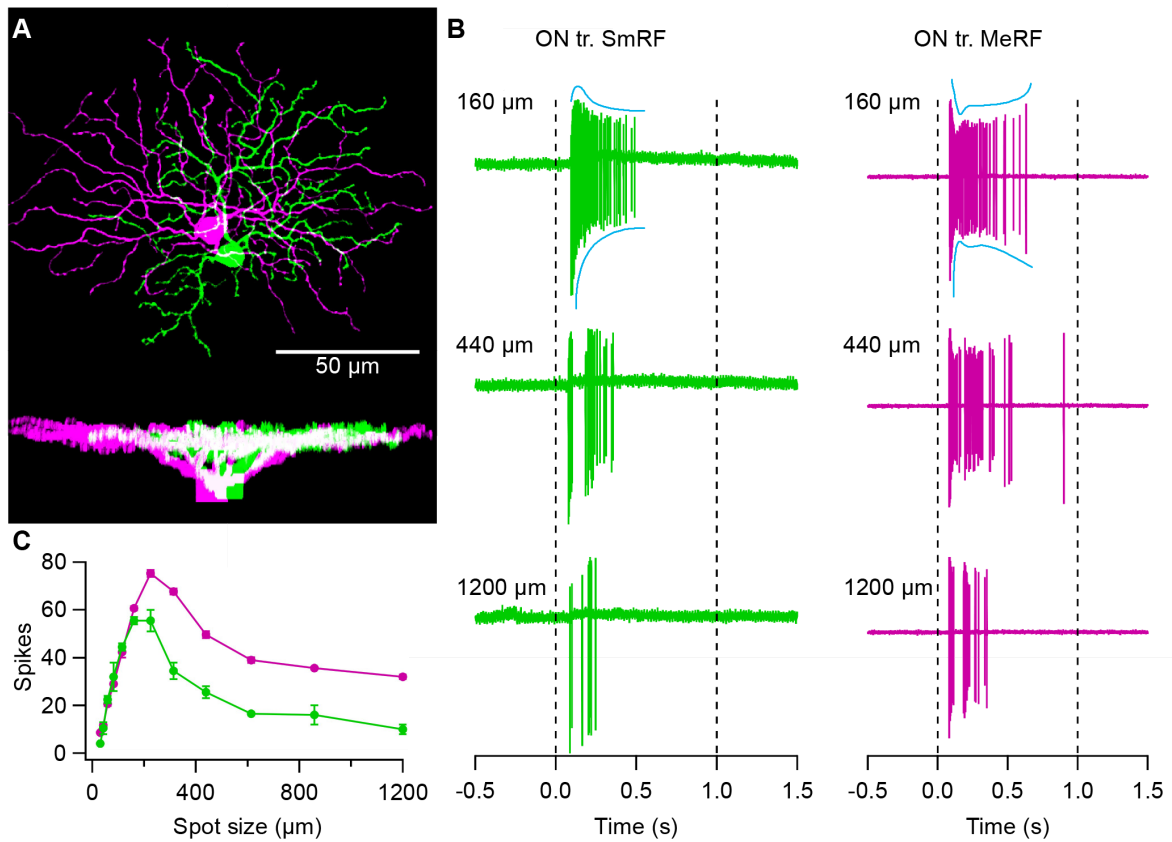 A
50 µm
B
ON tr. SmRF
ON tr. MeRF
160 µm
160 µm
440 µm
440 µm
1200 µm
1200 µm
-0.5
0.0
0.5
1.0
1.5
Time (s)
-0.5
0.0
0.5
1.0
1.5
Time (s)
C
80
60
40
20
0
Spikes
0
400
800
1200
Spot size (µm)